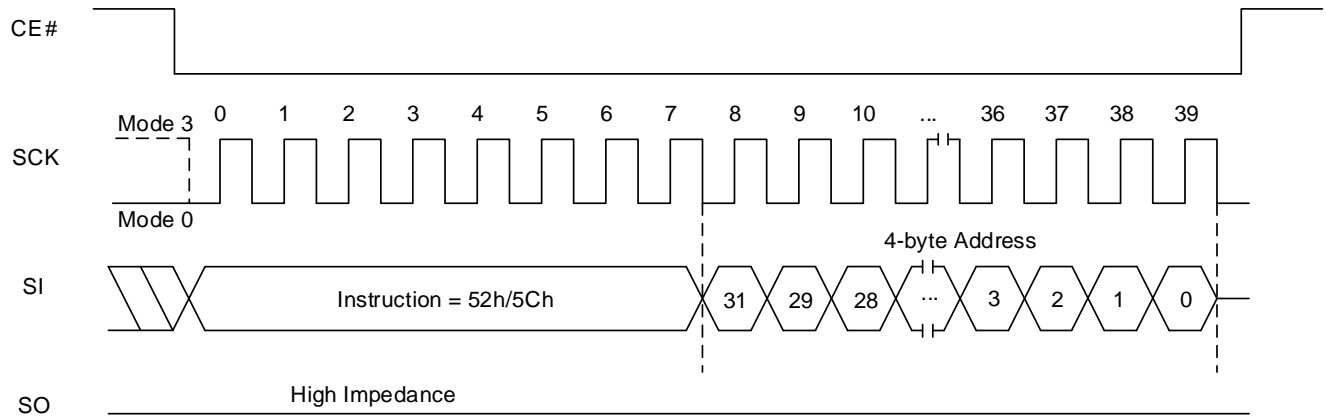 CE#
0 1 2 3 4 5 6 7 8 9 10 ... 36 37 38 39
Mode 3
SCK
Mode 0
4-byte Address
SI
Instruction = 52h/5Ch 31 29 28 ... 3 2 1 0
High Impedance
SO